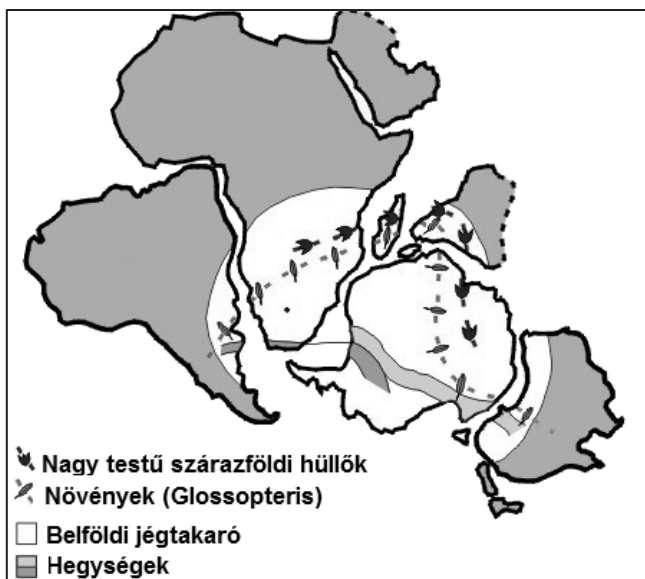 Nagy testű szárazföldi hüllők
Növények (Glossopteris)
Belföldi jégtakaró
Hegységek